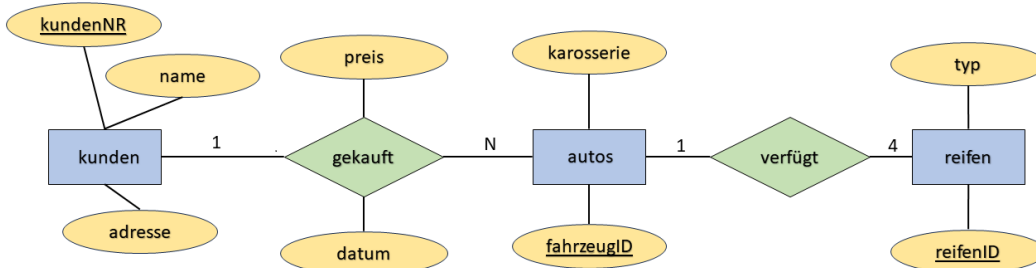 kundenNR
name
preis
karosserie
typ
kunden
1
gekauft
N
autos
1
verfügt
4
reifen
adresse
datum
fahrzeugID
reifenID